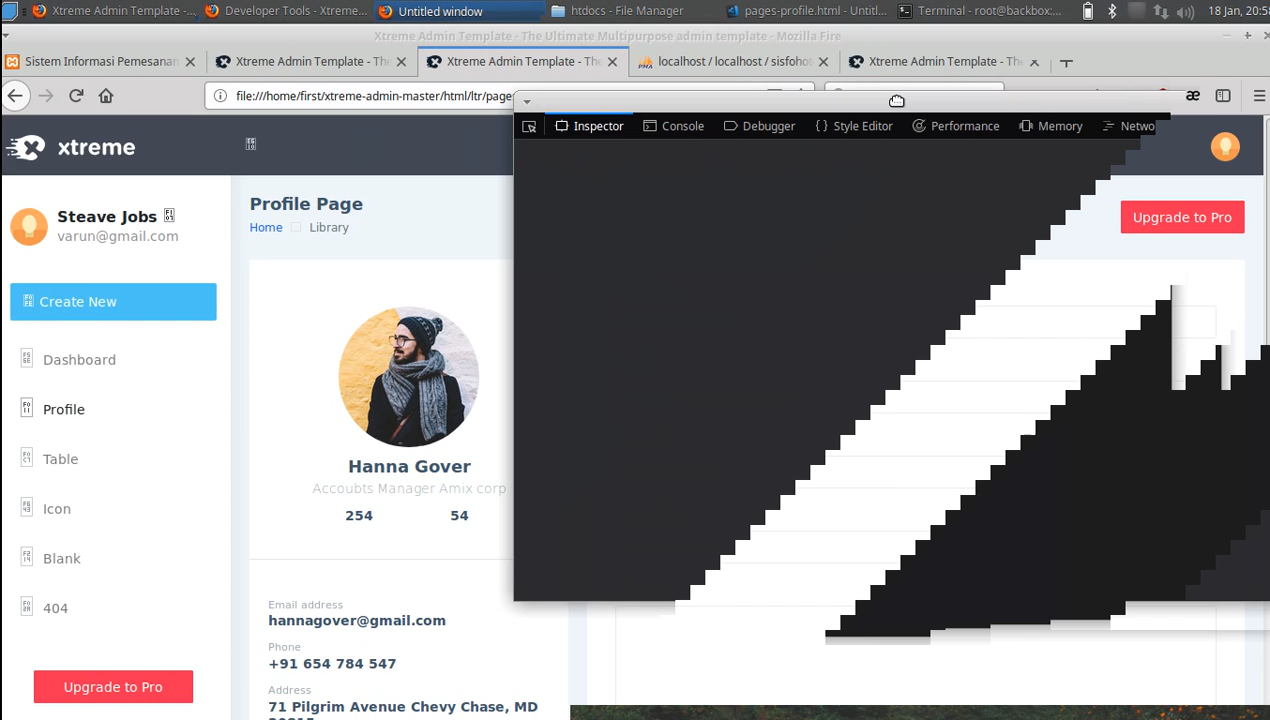 Xtreme Admin Template -... Developer Tools - Xtreme... Untitled window htdocs - File Manager pages-profile.html - Untitl... Terminal - root@backbox:... 18 Jan, 20:5
Xtreme Admin Template - The Ultimate Multipurpose admin template - Mozilla Fire
Sistem Informasi Pemesanan Xtreme Admin Template - The Xtreme Admin Template - The localhost / localhost / sisfohot Xtreme Admin Template - The
file:///home/first/xtreme-admin-master/html/ltr/page
Inspector Console Debugger Style Editor Performance Memory Netwo
xtreme
Steave Jobs
varun@gmail.com
Profile Page
Home Library
Upgrade to Pro
Create New
Dashboard
Profile
Table
Icon
Blank
404
Upgrade to Pro
Hanna Gover
Accoubts Manager Amix corp
254 54
Email address
hannagover@gmail.com
Phone
+91 654 784 547
Address
71 Pilgrim Avenue Chevy Chase, MD